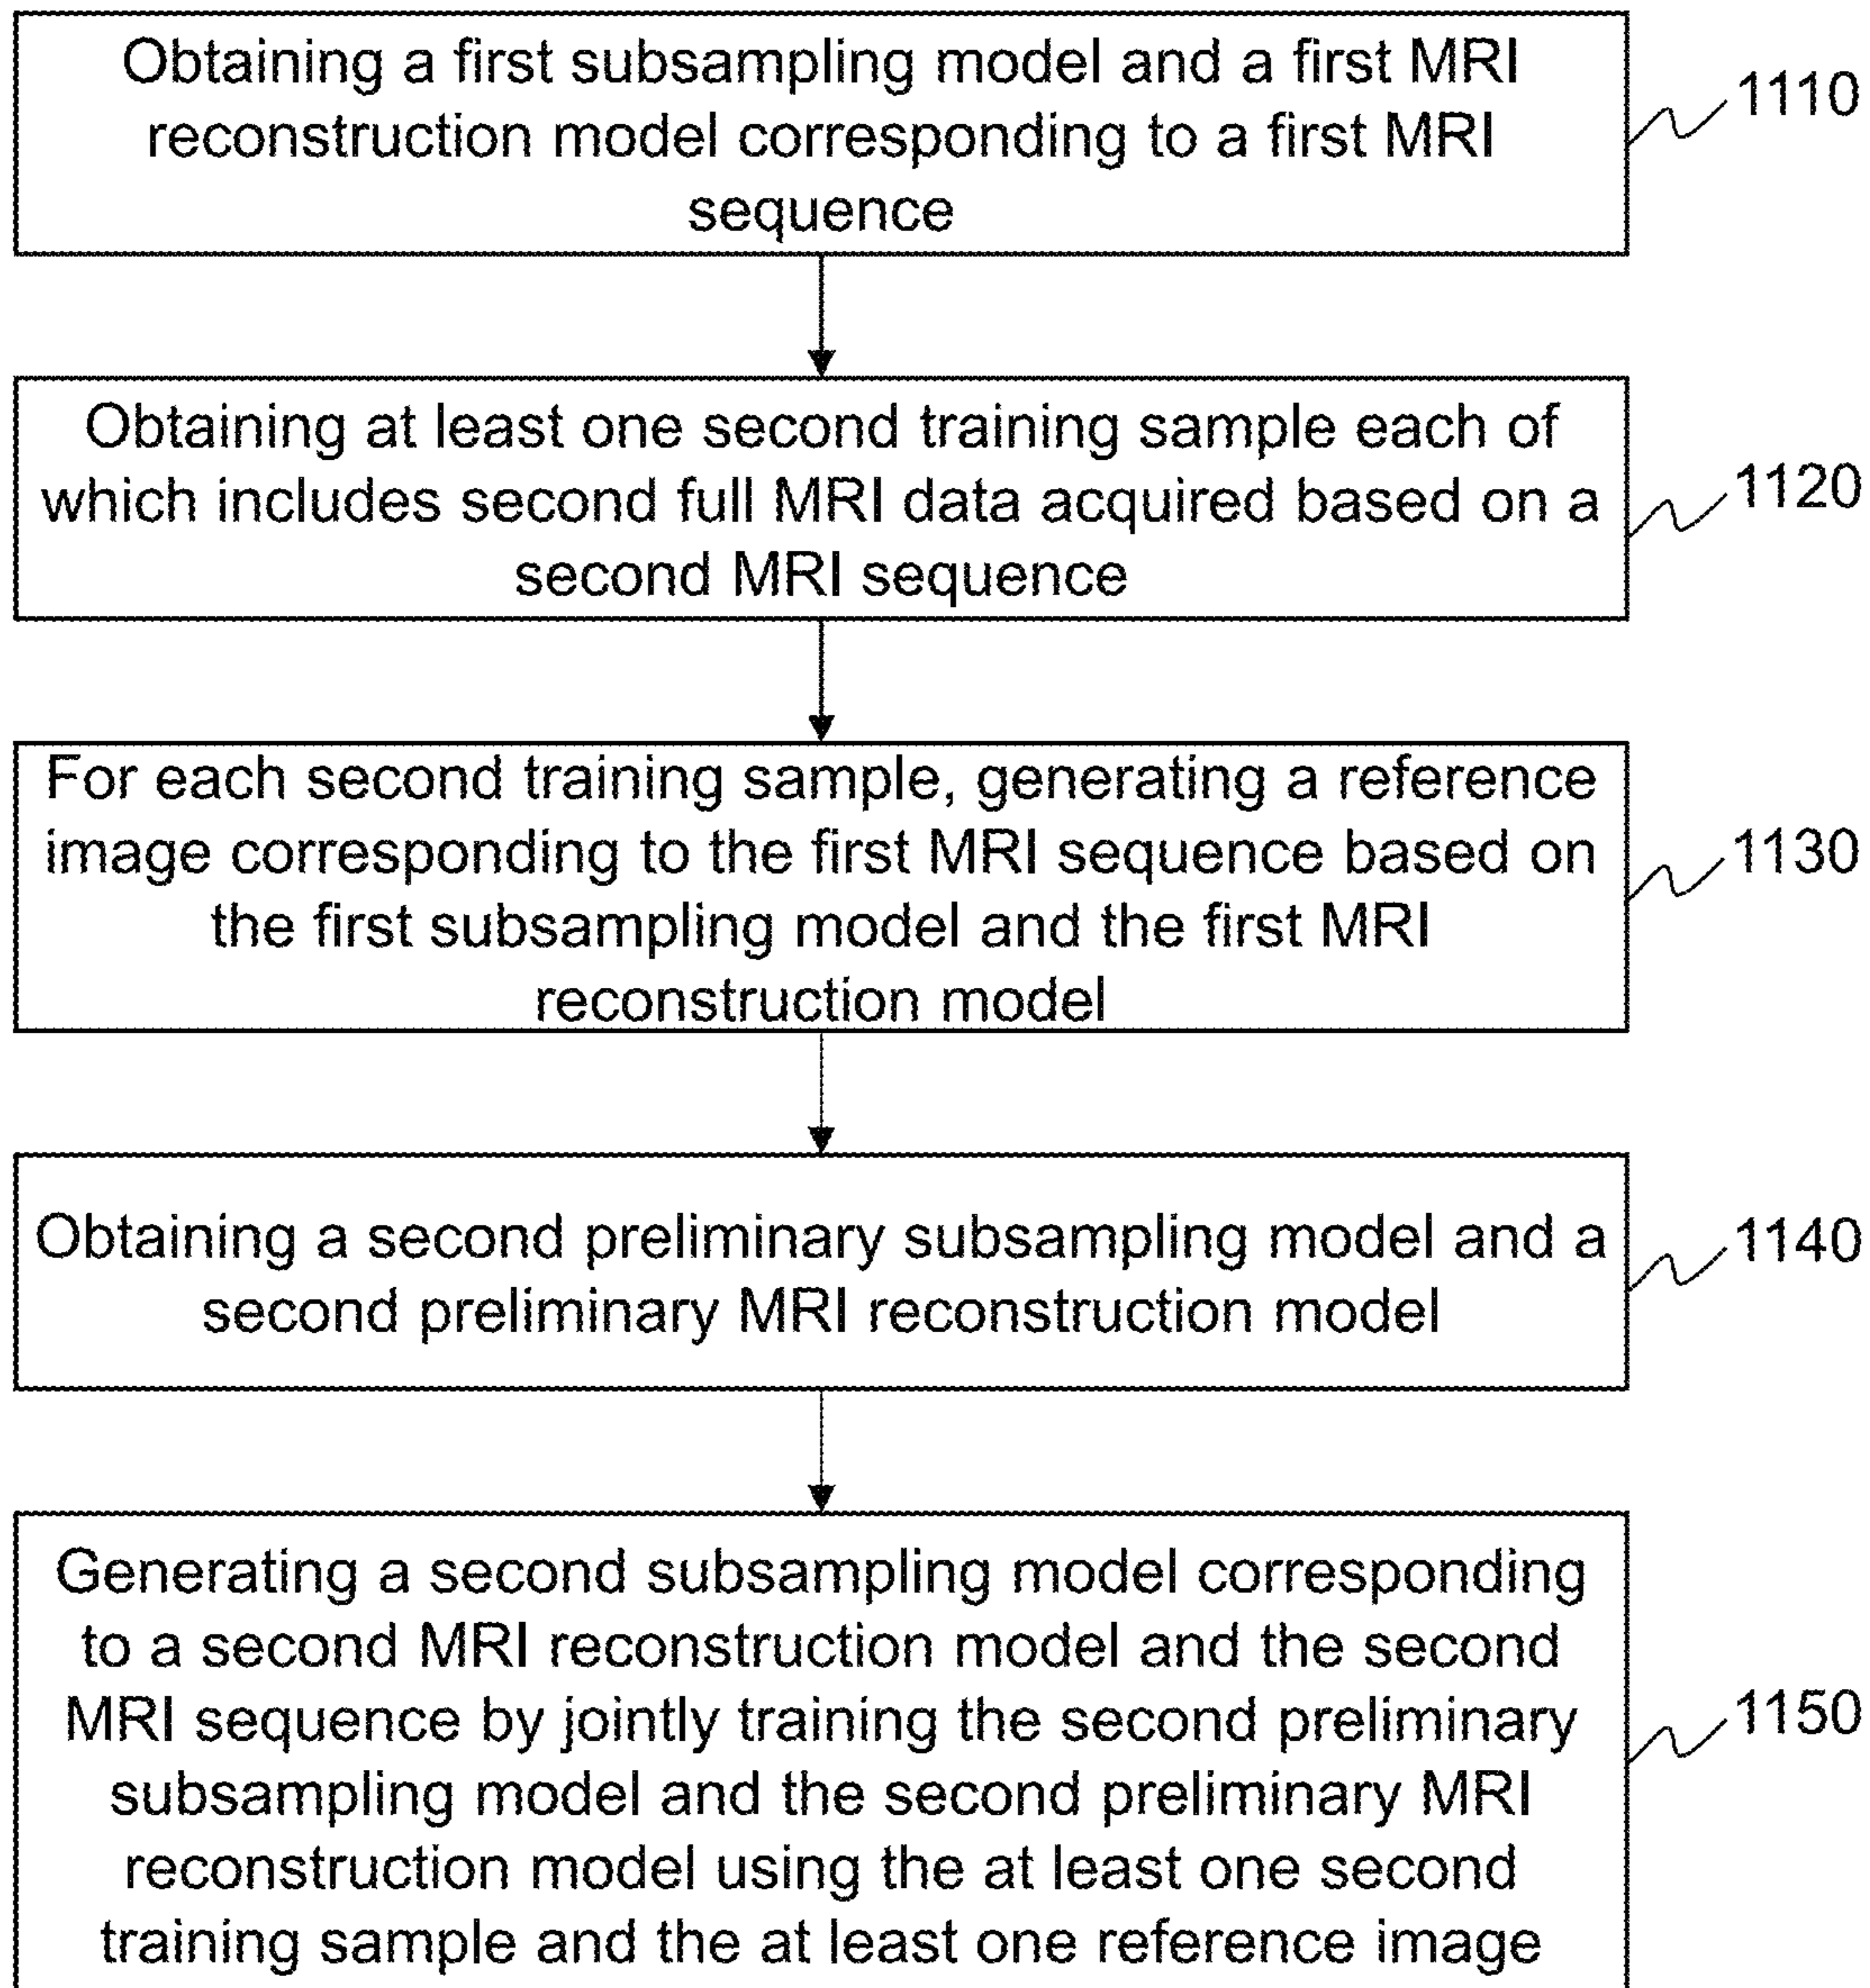 Obtaining a first subsampling model and a first MRI
reconstruction model corresponding to a first MRI
sequence
1110
Obtaining at least one second training sample each of
which includes second full MRI data acquired based on a
second MRI sequence
1120
For each second training sample, generating a reference
image corresponding to the first MRI sequence based on
the first subsampling model and the first MRI
reconstruction model
1130
Obtaining a second preliminary subsampling model and a
second preliminary MRI reconstruction model
1140
Generating a second subsampling model corresponding
to a second MRI reconstruction model and the second
MRI sequence by jointly training the second preliminary
subsampling model and the second preliminary MRI
reconstruction model using the at least one second
training sample and the at least one reference image
1150